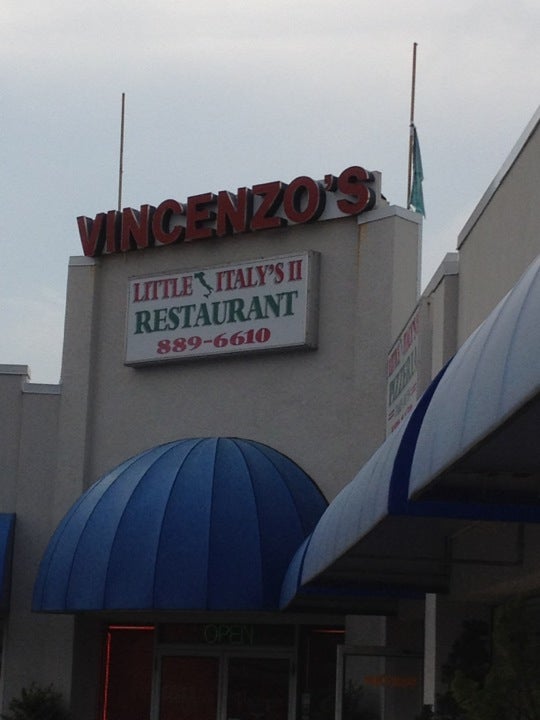 VINCENZO'S
LITTLE ITALY'S II
RESTAURANT
889-6610
OPEN